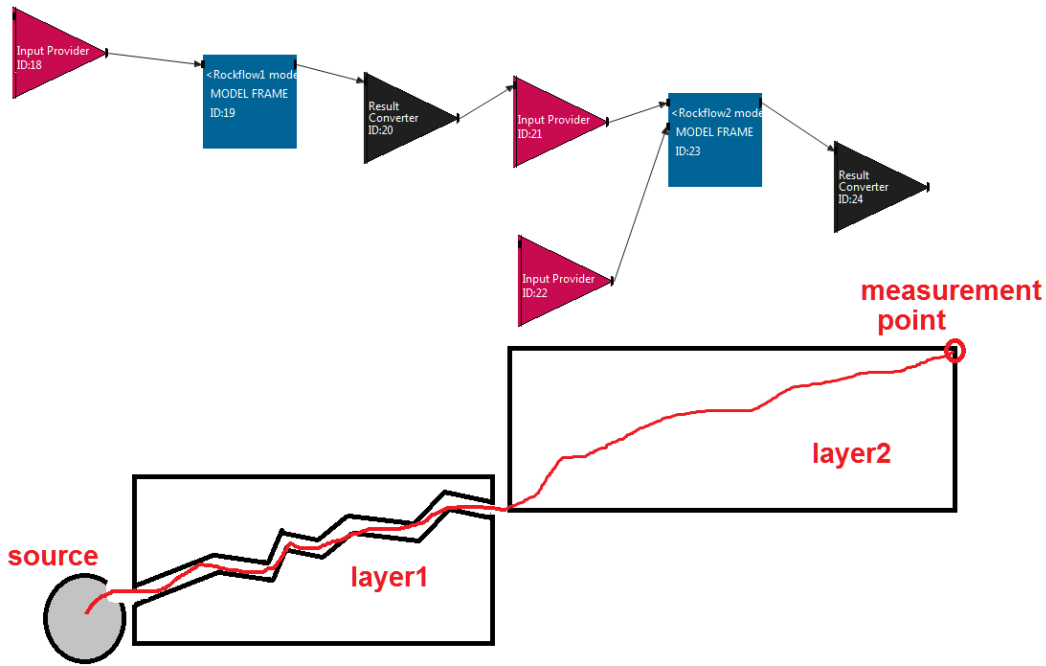 Input Provider
ID:18
<Rockflow1 mode
MODEL FRAME
ID:19
Result
Converter
ID:20
Input Provider
ID:21
<Rockflow2 mode
MODEL FRAME
ID:23
Result
Converter
ID:24
Input Provider
ID:22
measurement
point
layer2
source
layer1